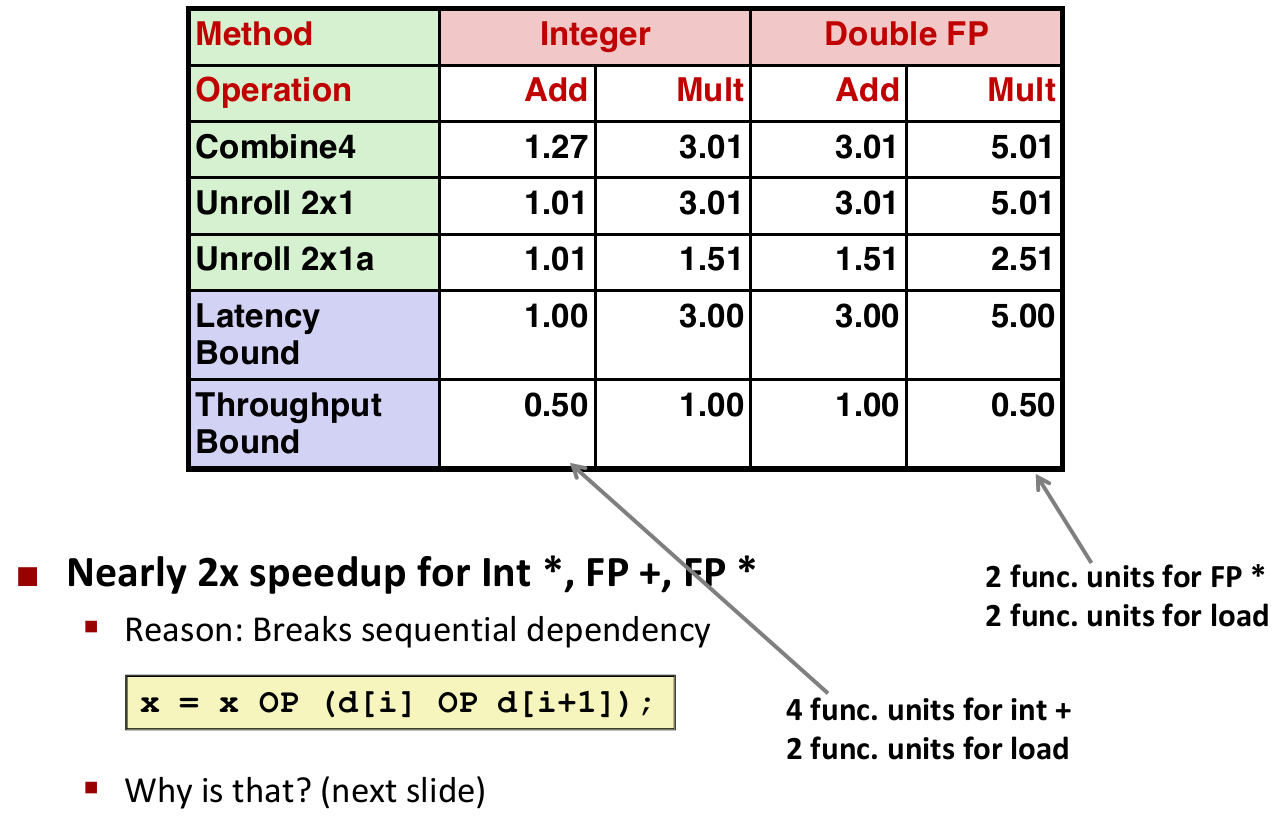 Method Integer Double FP
Operation Add Mult Add Mult
Combine4 1.27 3.01 3.01 5.01
Unroll 2x1 1.01 3.01 3.01 5.01
Unroll 2x1a 1.01 1.51 1.51 2.51
Latency Bound 1.00 3.00 3.00 5.00
Throughput Bound 0.50 1.00 1.00 0.50
Nearly 2x speedup for Int *, FP +, FP *
Reason: Breaks sequential dependency
x = x OP (d[i] OP d[i+1]);
Why is that? (next slide)
2 func. units for FP *
2 func. units for load
4 func. units for int +
2 func. units for load